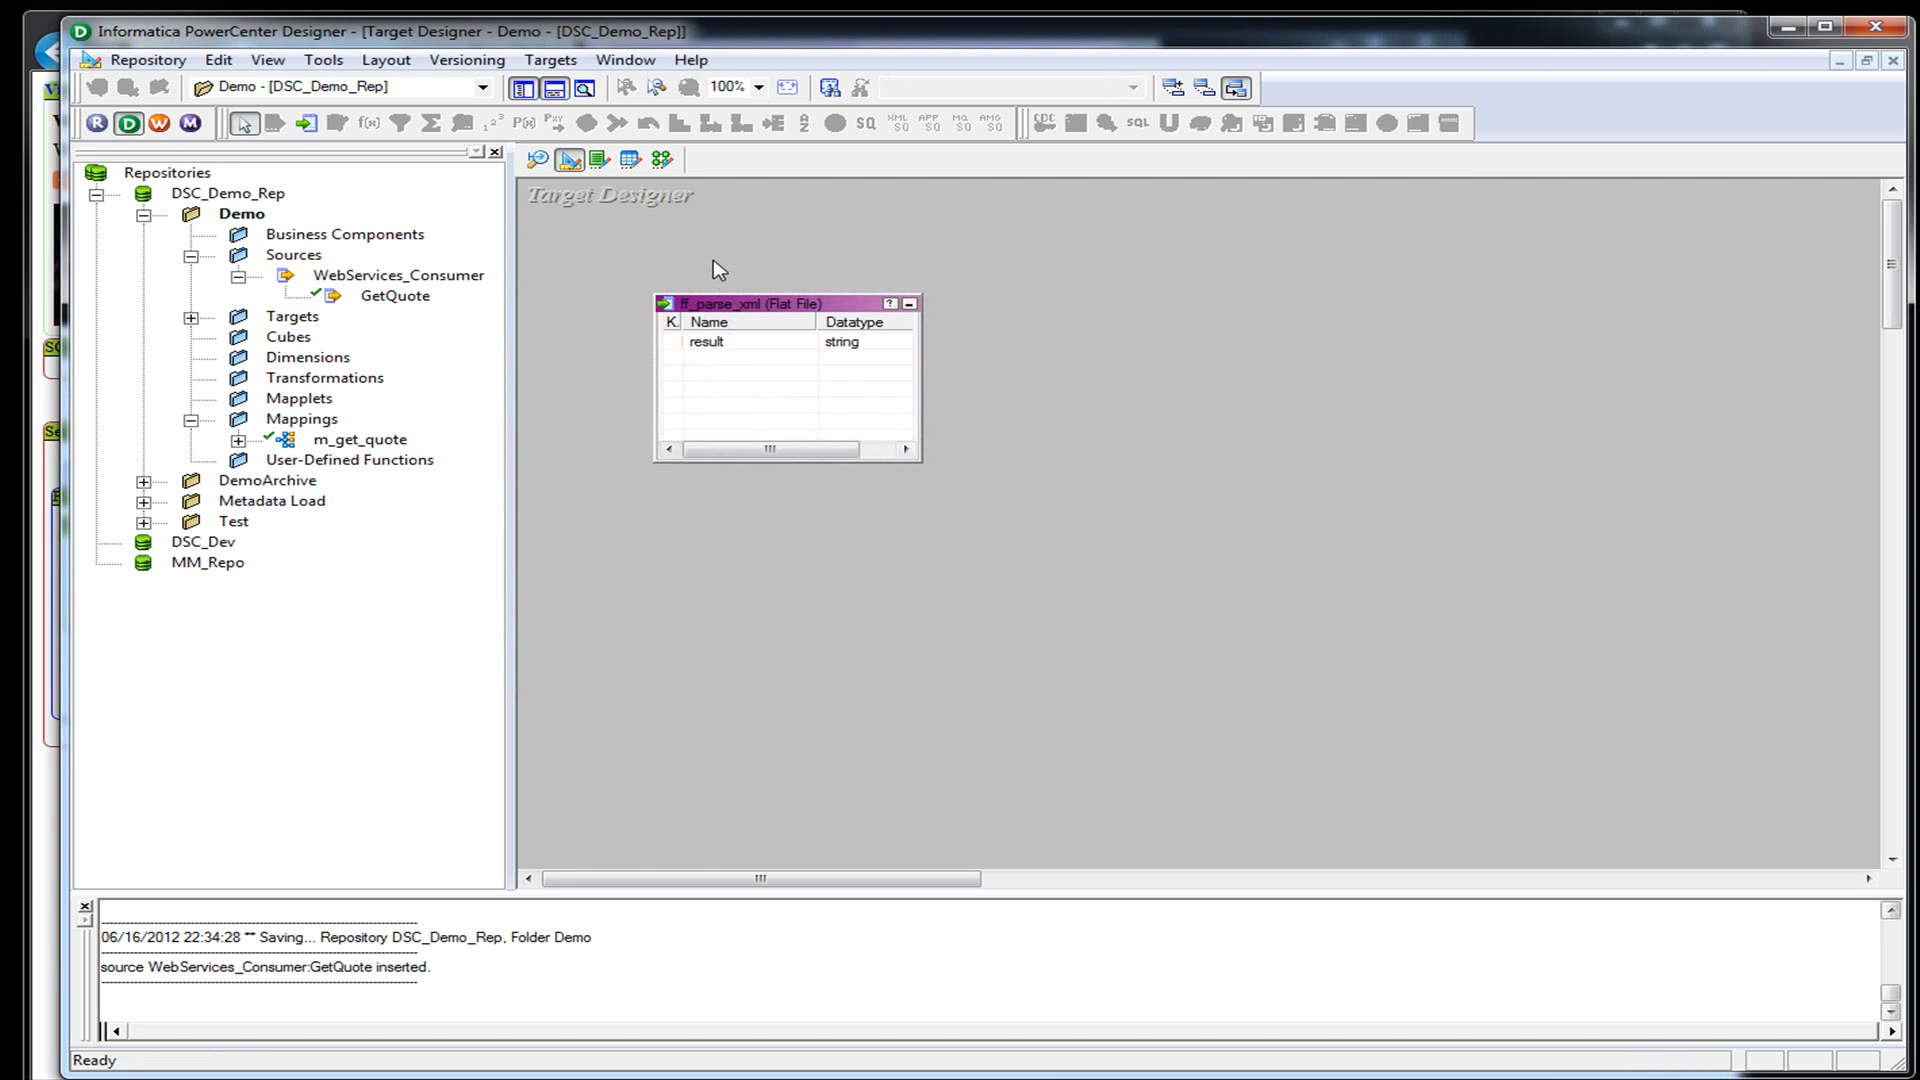 Informatica PowerCenter Designer - [Target Designer - Demo - [DSC_Demo_Rep]]
Repository Edit View Tools Layout Versioning Targets Window Help
Demo - [DSC_Demo_Rep]
100%
R D W M
f(x) Σ P(x) SQ CDC SQL
Repositories
DSC_Demo_Rep
Demo
Business Components
Sources
WebServices_Consumer
GetQuote
Targets
Cubes
Dimensions
Transformations
Mapplets
Mappings
m_get_quote
User-Defined Functions
DemoArchive
Metadata Load
Test
DSC_Dev
MM_Repo
Target Designer
ff_parse_xml (Flat File)
K. Name Datatype
result string
06/16/2012 22:34:28 ** Saving... Repository DSC_Demo_Rep, Folder Demo
source WebServices_Consumer:GetQuote inserted.
Ready